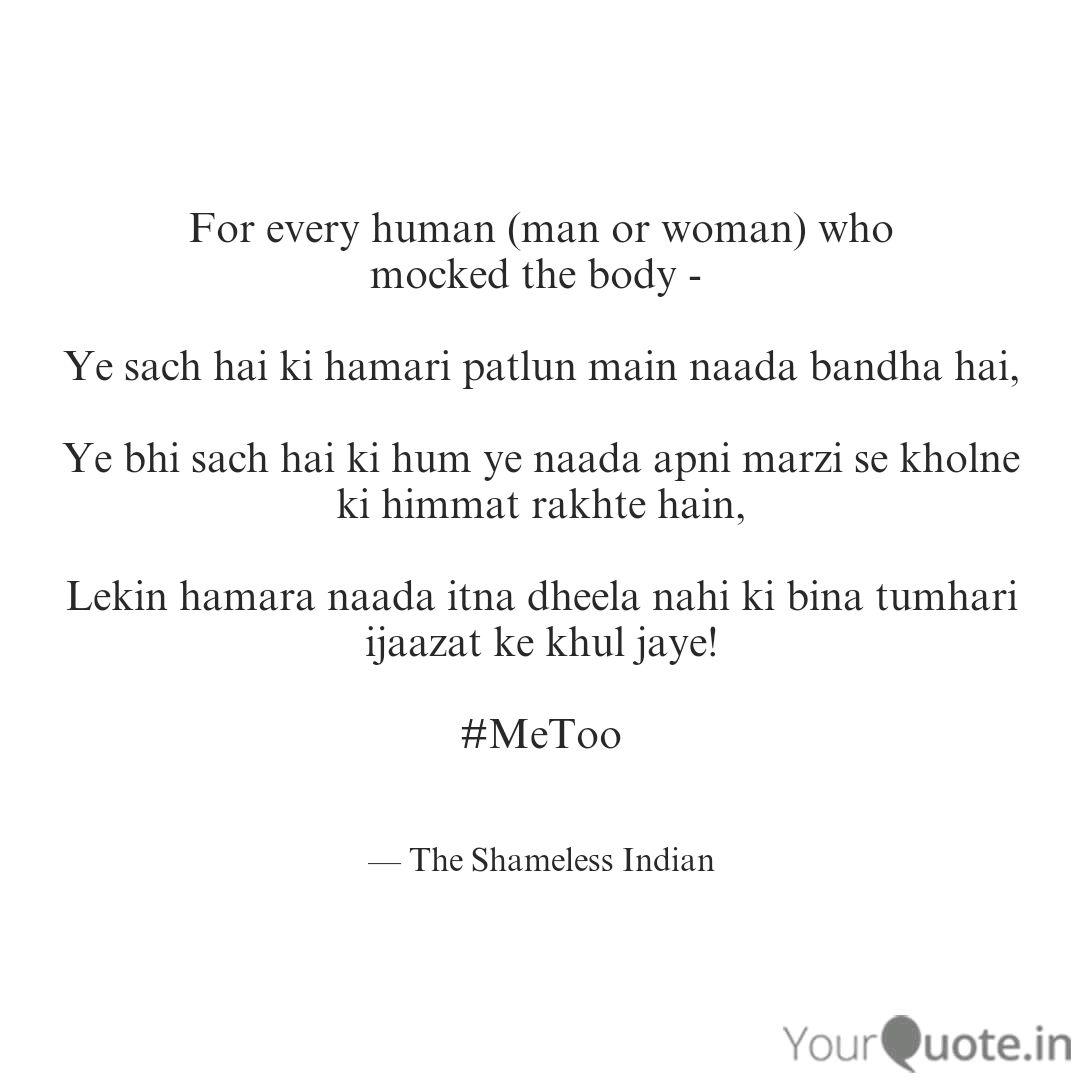 For every human (man or woman) who
mocked the body -
Ye sach hai ki hamari patlun main naada bandha hai,
Ye bhi sach hai ki hum ye naada apni marzi se kholne
ki himmat rakhte hain,
Lekin hamara naada itna dheela nahi ki bina tumhari
ijaazat ke khul jaye!
#MeToo
— The Shameless Indian
YourQuote.in